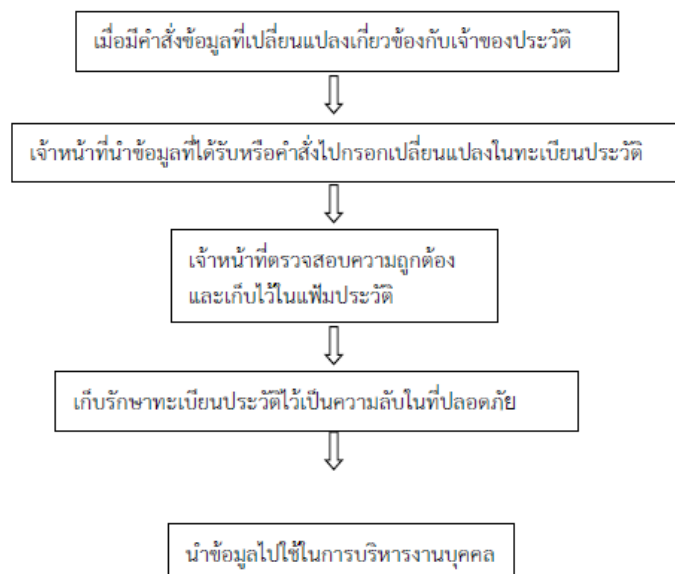 เมื่อมีคำสั่งข้อมูลที่เปลี่ยนแปลงเกี่ยวข้องกับเจ้าของประวัติ
เจ้าหน้าที่นำข้อมูลที่ได้รับหรือคำสั่งไปกรอกเปลี่ยนแปลงในทะเบียนประวัติ
เจ้าหน้าที่ตรวจสอบความถูกต้อง
และเก็บไว้ในแฟ้มประวัติ
เก็บรักษาทะเบียนประวัติไว้เป็นความลับในที่ปลอดภัย
นำข้อมูลไปใช้ในการบริหารงานบุคคล